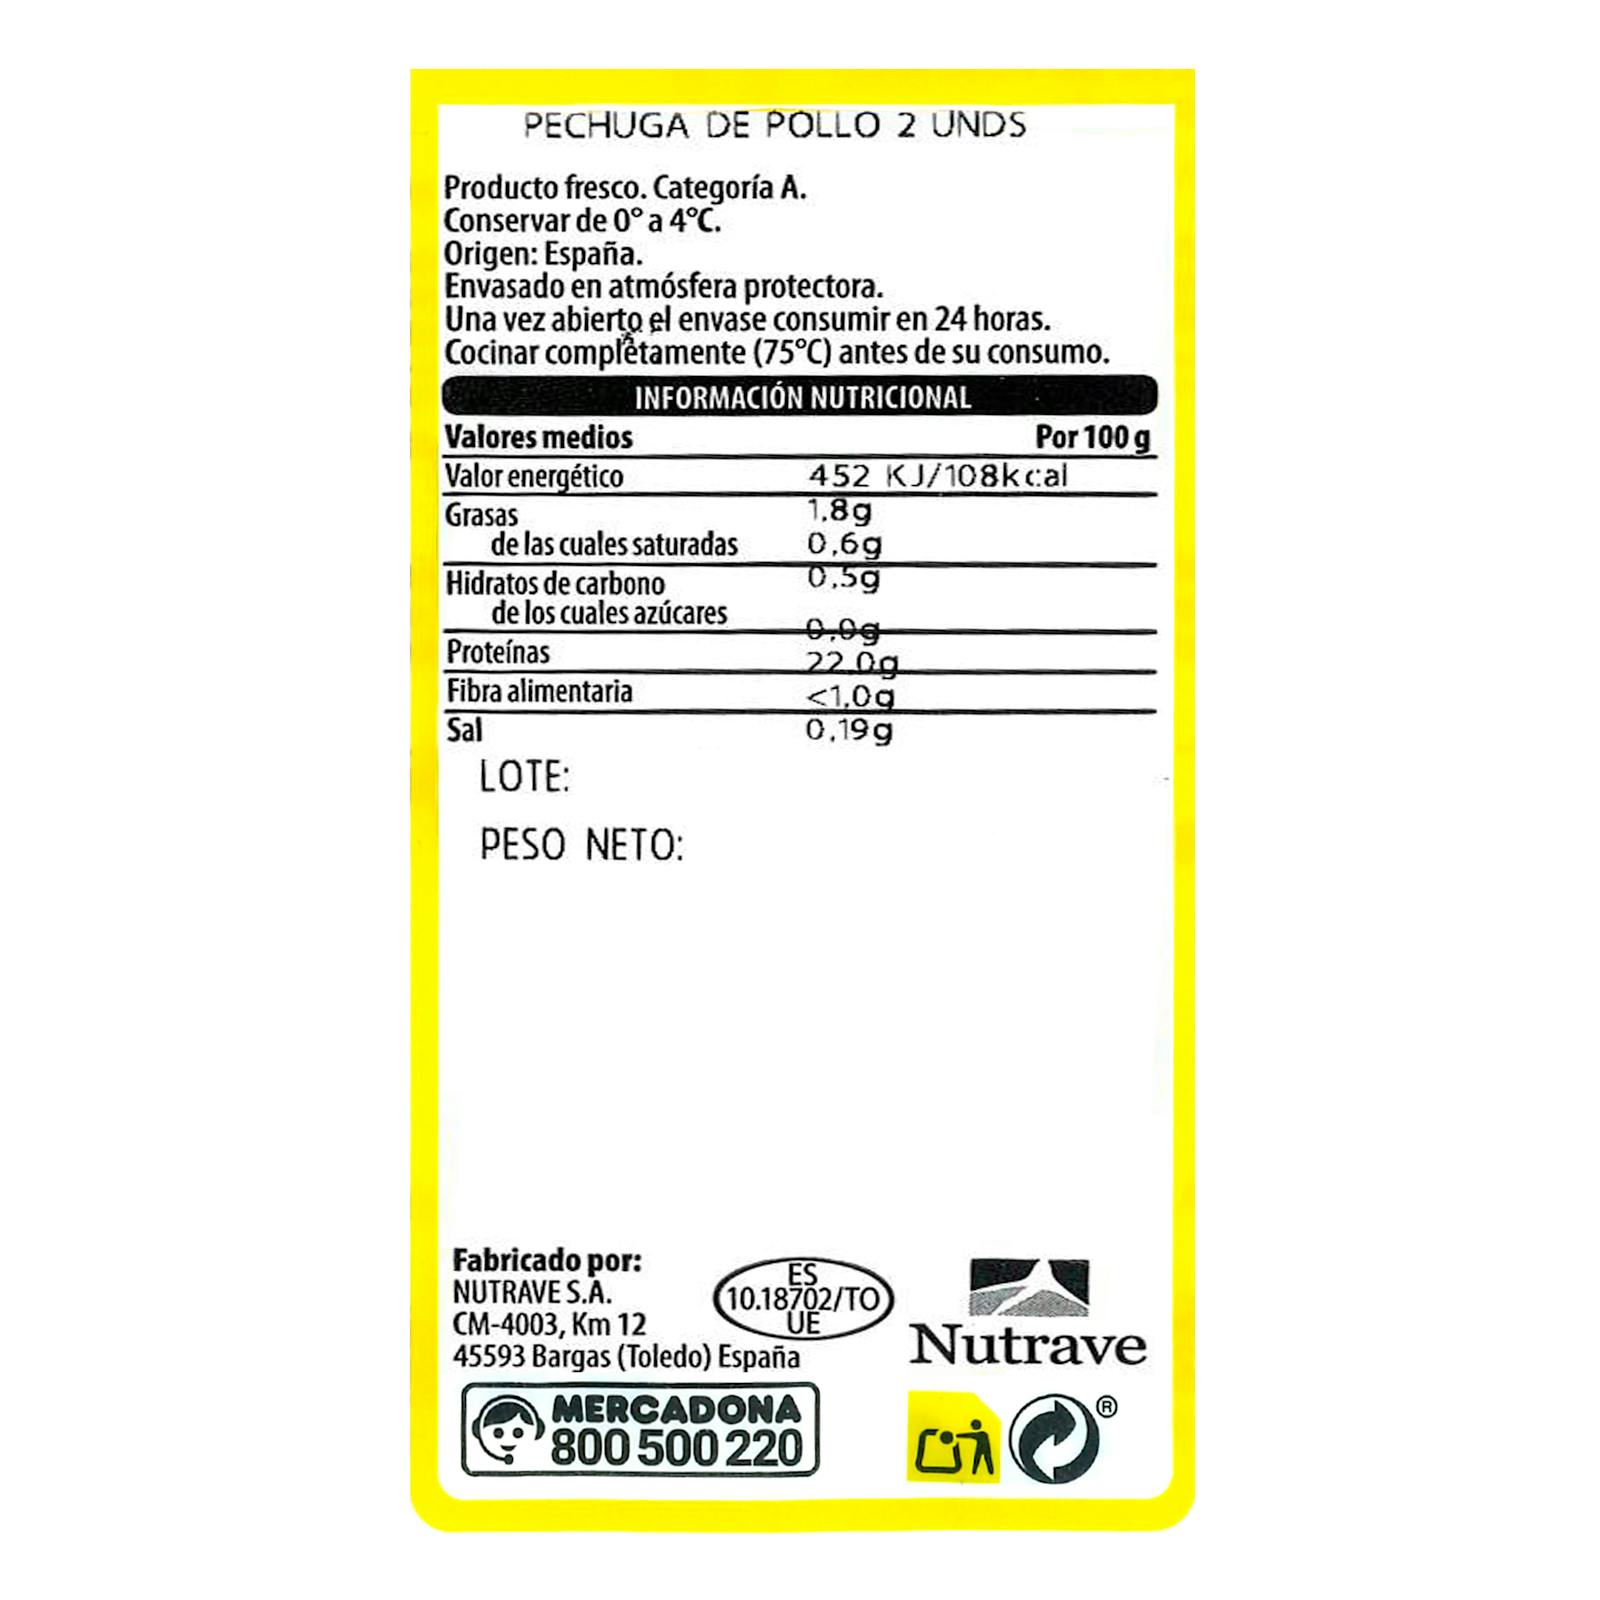 PECHUGA DE POLLO 2 UNDS
Producto fresco. Categoría A.
Conservar de 0° a 4°C.
Origen: España.
Envasado en atmósfera protectora.
Una vez abierto el envase consumir en 24 horas.
Cocinar completamente (75°C) antes de su consumo.
INFORMACIÓN NUTRICIONAL
Valores medios Por 100 g
Valor energético 452 KJ/108kcal
Grasas 1,8g
de las cuales saturadas 0,6g
Hidratos de carbono 0,5g
de los cuales azúcares 0,0g
Proteínas 22,0g
Fibra alimentaria <1,0g
Sal 0,19g
LOTE:
PESO NETO:
Fabricado por:
NUTRAVE S.A.
CM-4003, Km 12
45593 Bargas (Toledo) España
ES
10.18702/TO
UE
Nutrave
MERCADONA
800 500 220
®